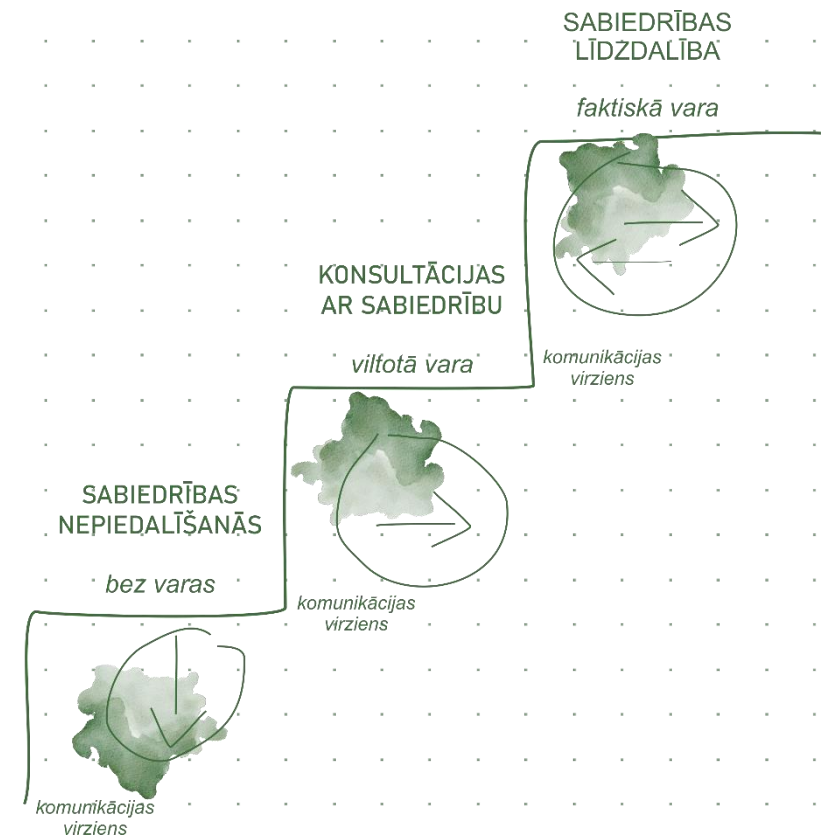 SABIEDRĪBAS
LĪDZDALĪBA
faktiskā vara
KONSULTĀCIJAS
AR SABIEDRĪBU
viltotā vara
komunikācijas
virziens
SABIEDRĪBAS
NEPIEDALĪŠANĀS
bez varas
komunikācijas
virziens
komunikācijas
virziens